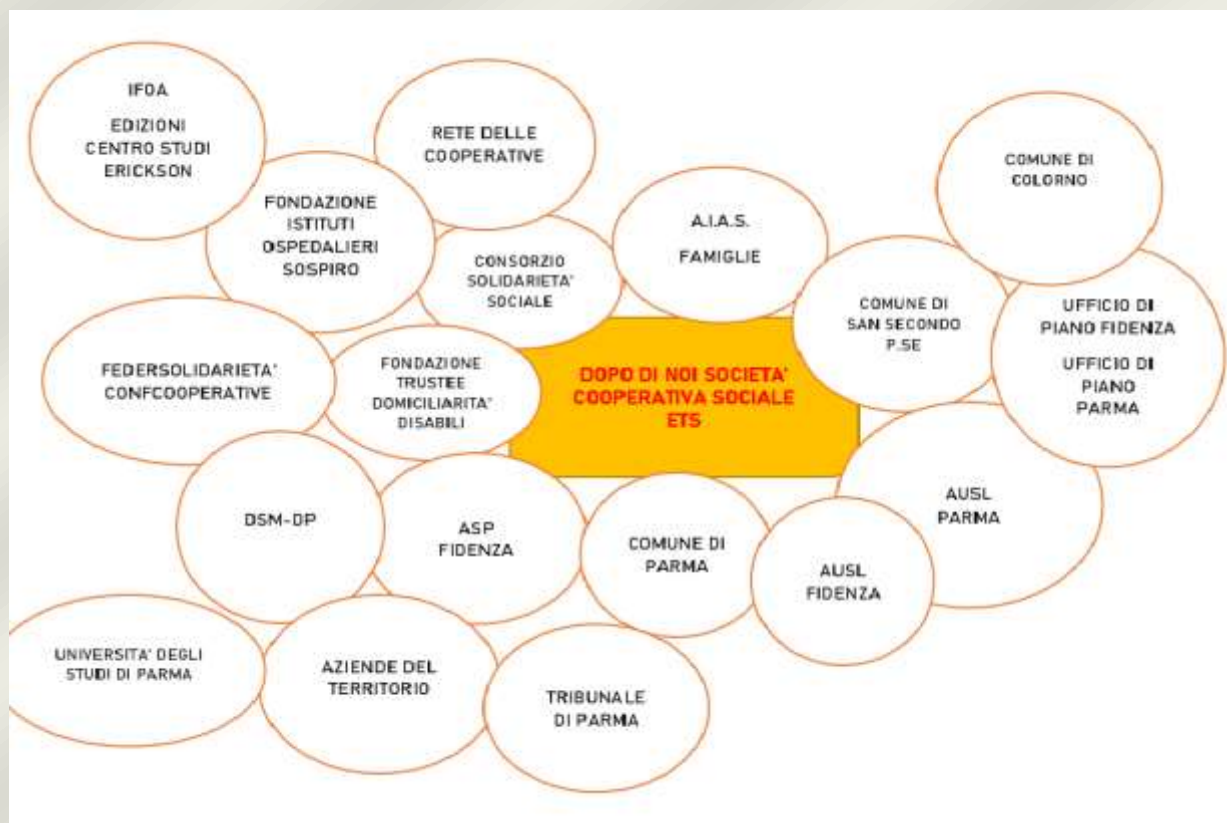 IFOA
EDIZIONI
CENTRO STUDI
ERICKSON
RETE DELLE
COOPERATIVE
COMUNE DI
COLORNO
FONDAZIONE
ISTITUTI
OSPEDALIERI
SOSPIRO
A.I.A.S.
FAMIGLIE
CONSORZIO
SOLIDARIETA'
SOCIALE
COMUNE DI
SAN SECONDO
P.SE
UFFICIO DI
PIANO FIDENZA
UFFICIO DI
PIANO
PARMA
FEDERSOLIDARIETA'
CONFCOOPERATIVE
FONDAZIONE
TRUSTEE
DOMICILIARITA'
DISABILI
DOPO DI NOI SOCIETA'
COOPERATIVA SOCIALE
ETS
DSM-DP
ASP
FIDENZA
COMUNE DI
PARMA
AUSL
PARMA
AUSL
FIDENZA
UNIVERSITA' DEGLI
STUDI DI PARMA
AZIENDE DEL
TERRITORIO
TRIBUNALE
DI PARMA